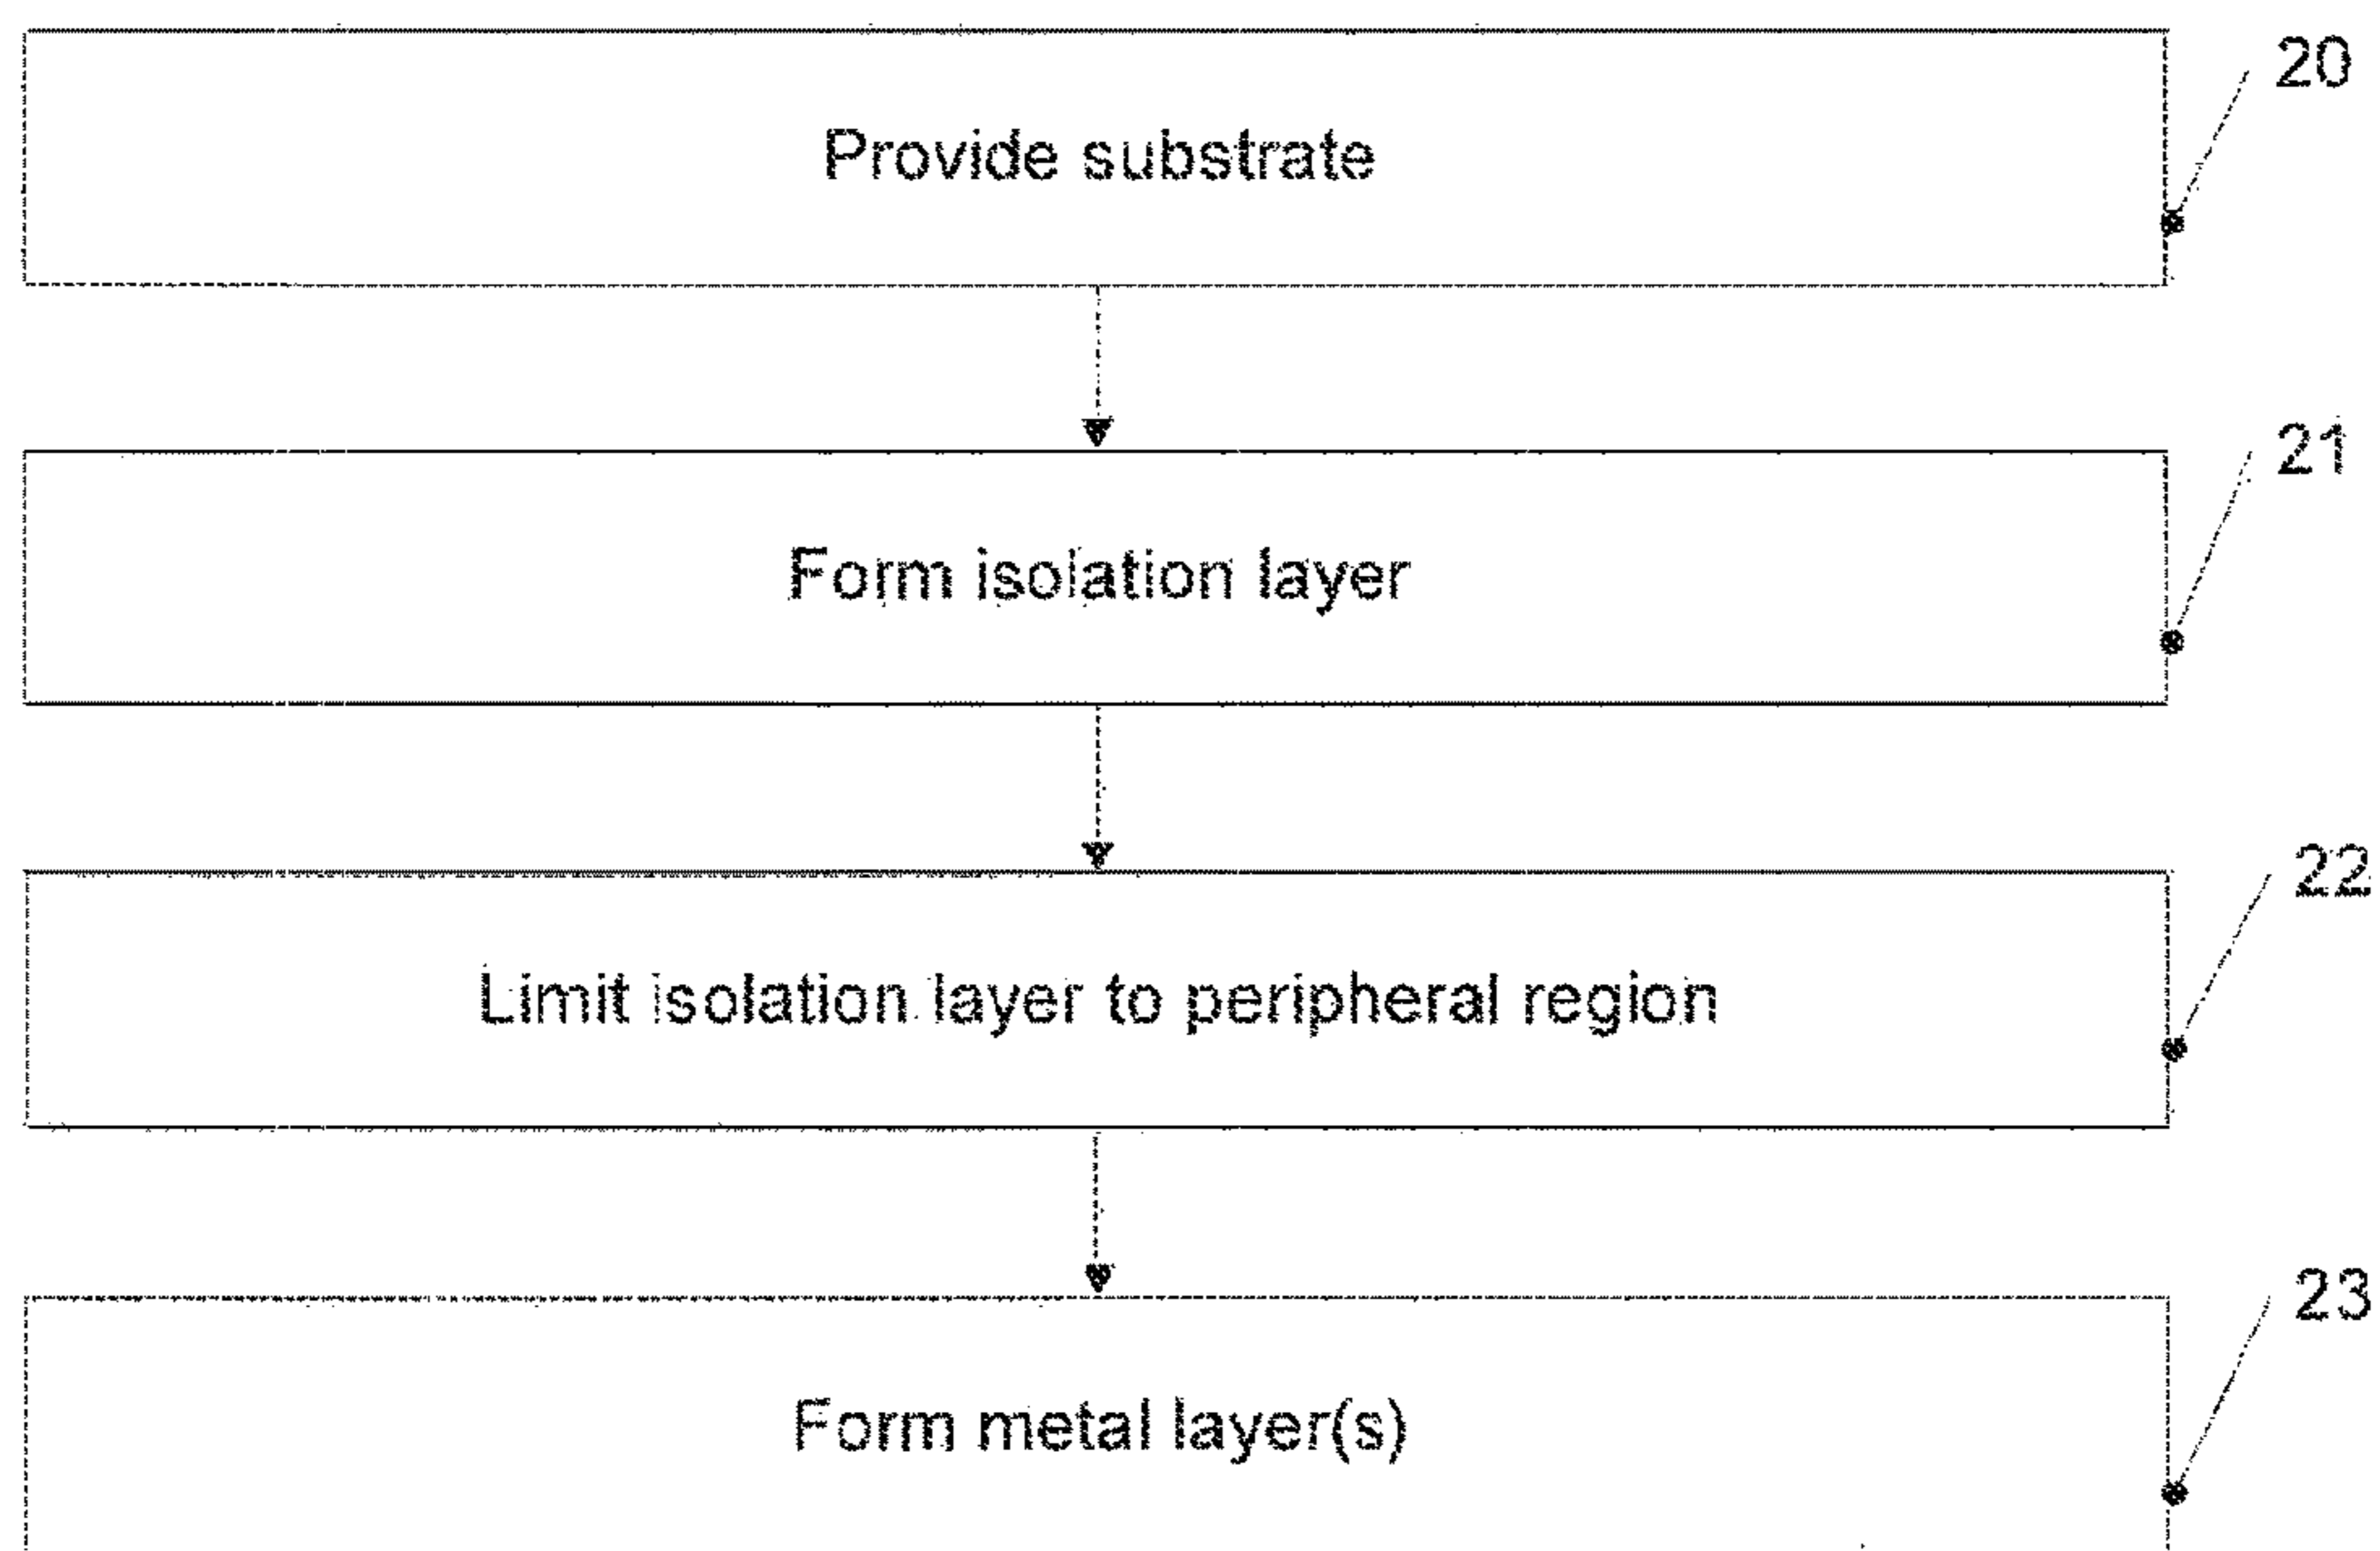 20
Provide substrate
21
Form isolation layer
22
Limit isolation layer to peripheral region
23
Form metal layer(s)